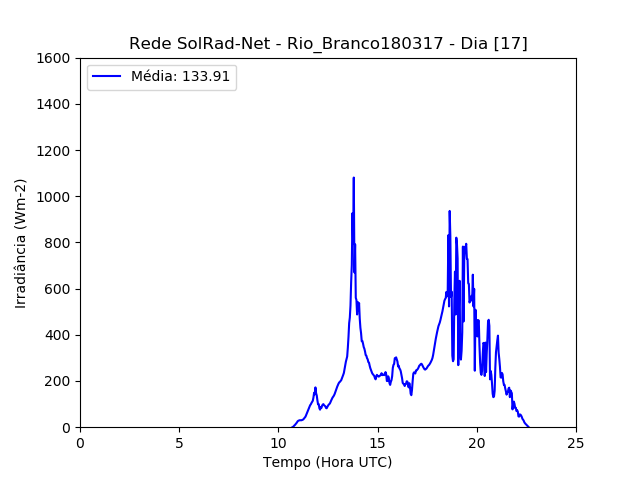 Rede SolRad-Net - Rio_Branco180317 - Dia [17]
Média: 133.91
Irradiância (Wm-2)
1600
1400
1200
1000
800
600
400
200
0
0 5 10 15 20 25
Tempo (Hora UTC)